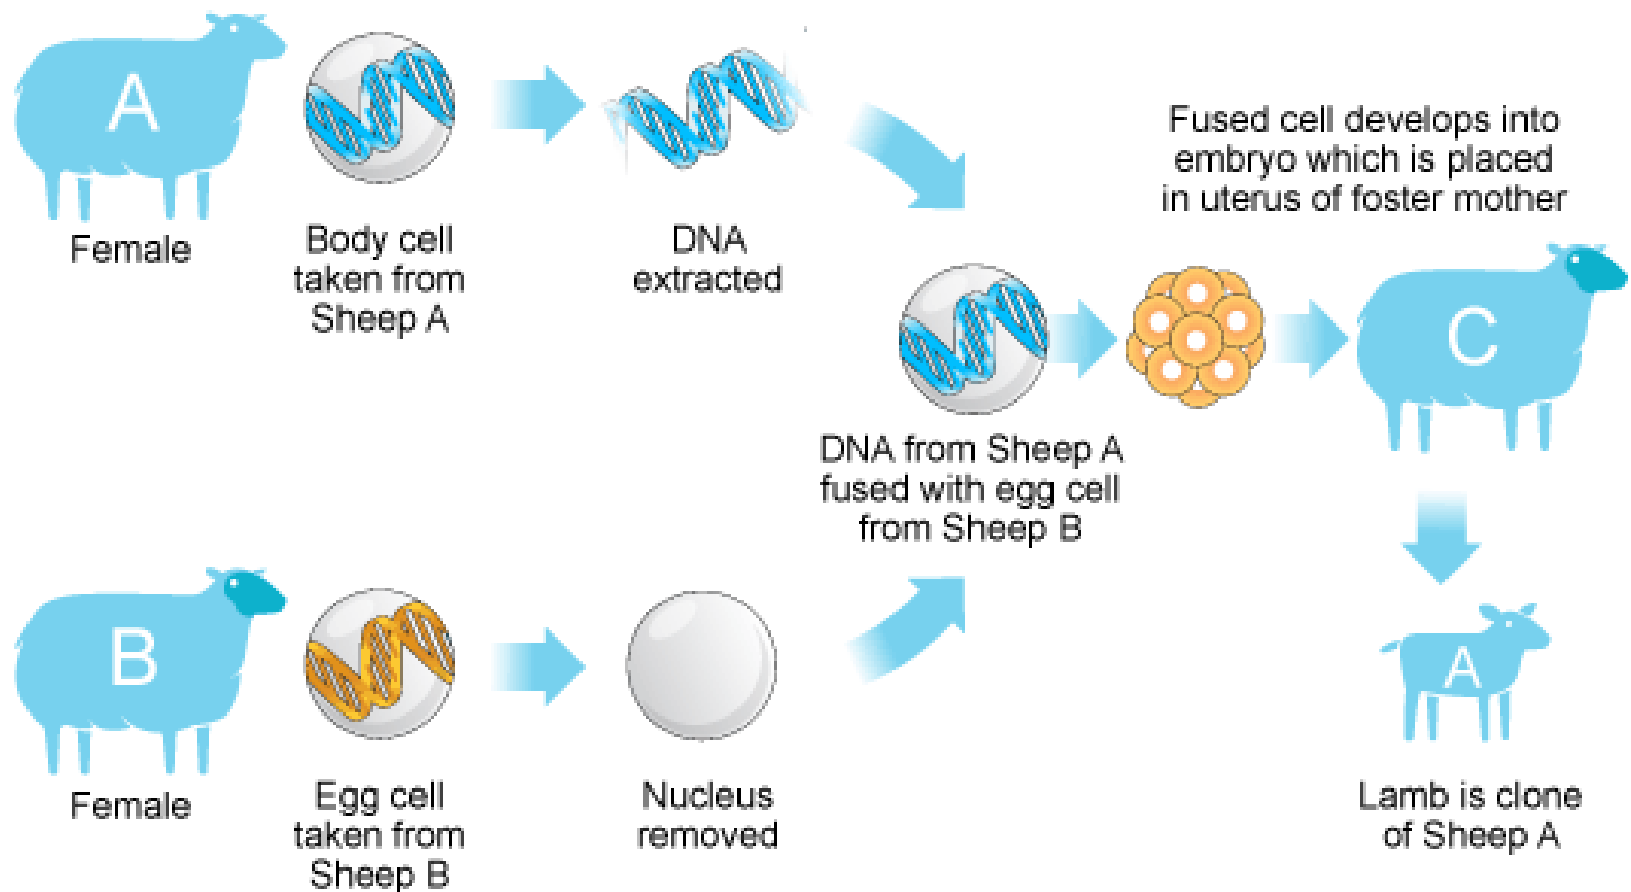 A
Female
Body cell
taken from
Sheep A
DNA
extracted
Fused cell develops into
embryo which is placed
in uterus of foster mother
DNA from Sheep A
fused with egg cell
from Sheep B
C
B
Female
Egg cell
taken from
Sheep B
Nucleus
removed
A
Lamb is clone
of Sheep A